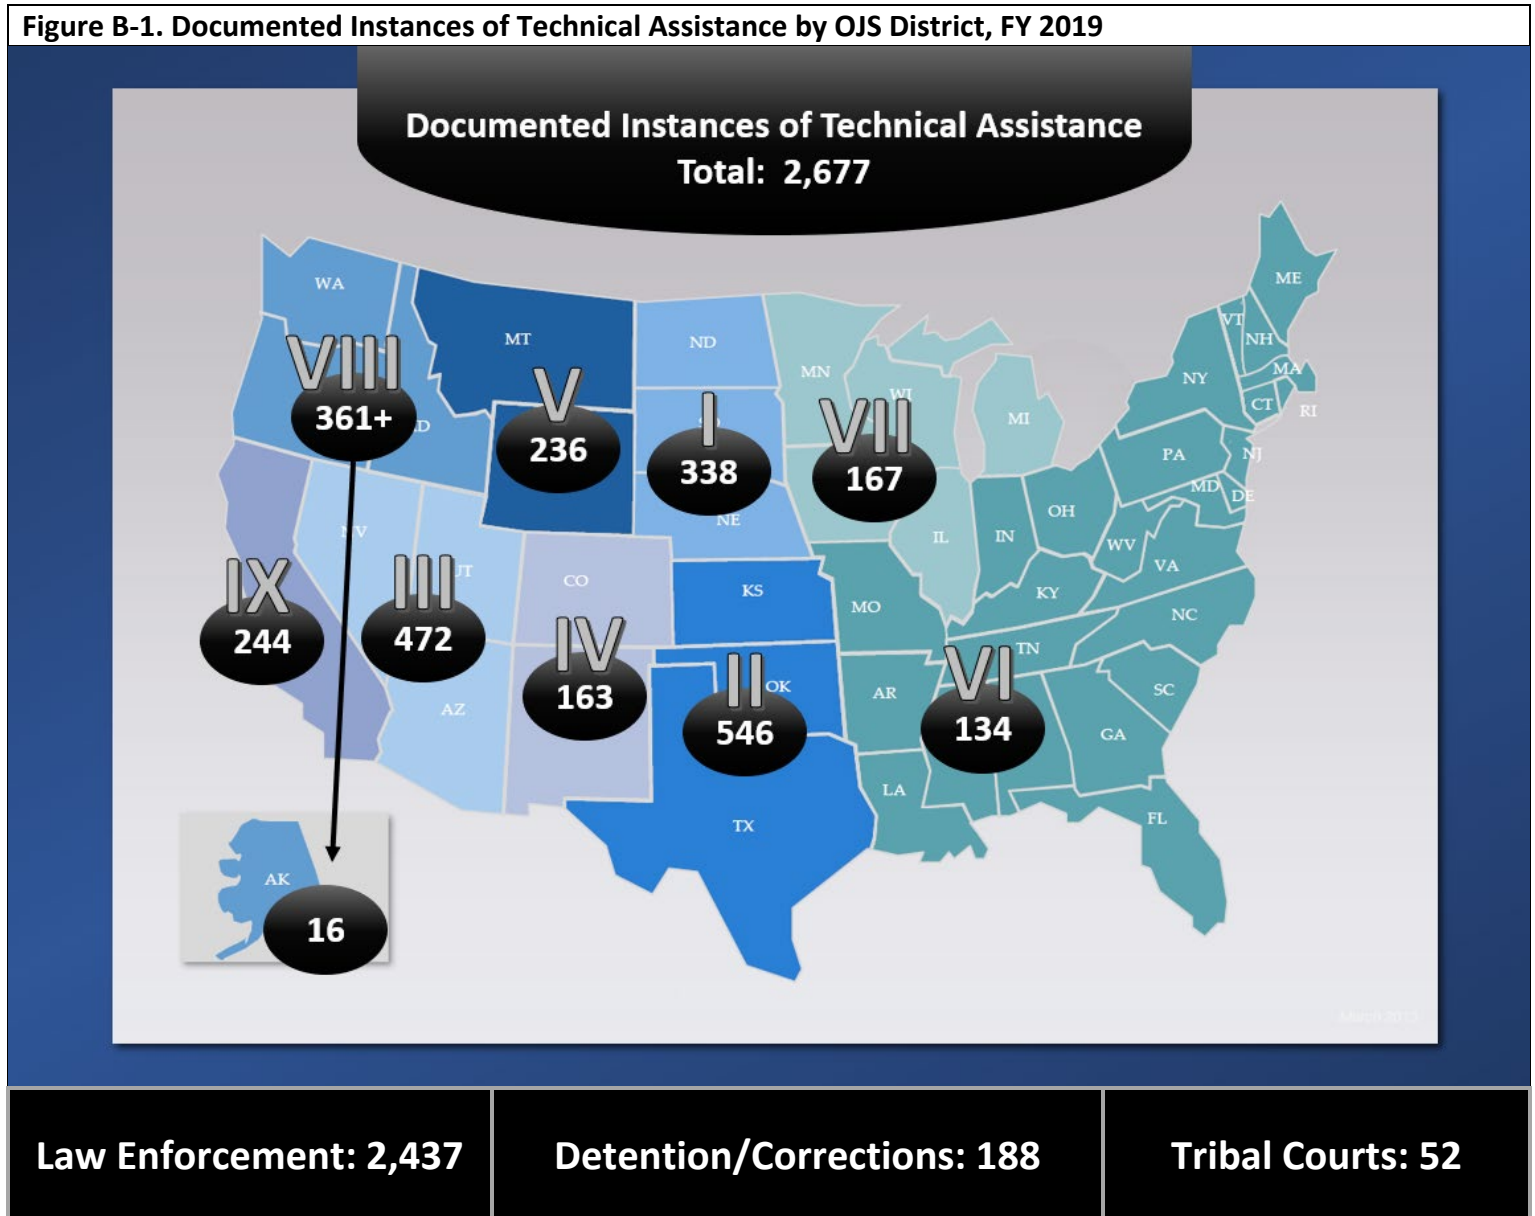 Figure B-1. Documented Instances of Technical Assistance by OJS District, FY 2019
Documented Instances of Technical Assistance
Total: 2,677
WA
MT
ND
MN
WI
MI
ME
VT
NH
MA
NY
CT
RI
PA
NJ
MD
DE
VIII
361+
V
236
I
338
VII
167
NE
NV
UT
CO
KS
IL
IN
OH
WV
VA
KY
NC
MO
TN
IX
244
III
472
IV
163
II
546
OK
AR
VI
134
SC
GA
AZ
LA
TX
FL
AK
16
Law Enforcement: 2,437
Detention/Corrections: 188
Tribal Courts: 52